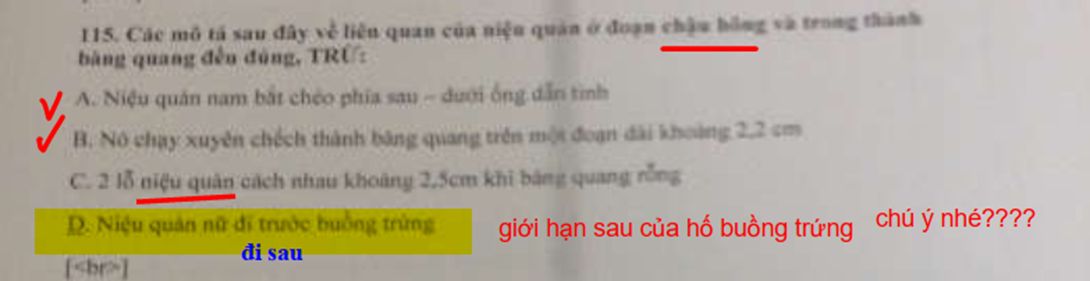 115. Các mô tả sau đây về liên quan của niệu quản ở đoạn chậu hông và trong thành
bàng quang đều đúng, TRỪ:
A. Niệu quản nam bắt chéo phía sau – dưới ống dẫn tinh
B. Nó chạy xuyên chếch thành bàng quang trên một đoạn dài khoảng 2,2 cm
C. 2 lỗ niệu quản cách nhau khoảng 2,5cm khi bàng quang rỗng
D. Niệu quản nữ đi trước buồng trứng
giới hạn sau của hố buồng trứng
chú ý nhé????
đi sau
[<br>]